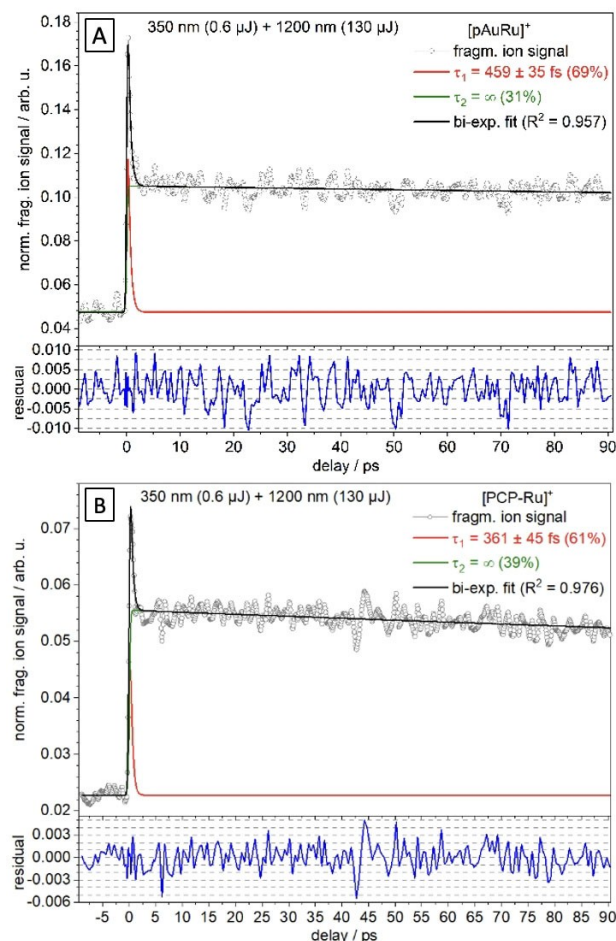 A
350 nm (0.6 µJ) + 1200 nm (130 µJ)
[pAuRu]⁺
fragm. ion signal
τ₁ = 459 ± 35 fs (69%)
τ₂ = ∞ (31%)
bi-exp. fit (R² = 0.957)
norm. frag. ion signal / arb. u.
0.16
0.14
0.12
0.10
0.08
0.06
0.04
residual
0.010
0.005
0.000
-0.005
-0.010
0 10 20 30 40 50 60 70 80 90
delay / ps
B
350 nm (0.6 µJ) + 1200 nm (130 µJ)
[PCP-Ru]⁺
fragm. ion signal
τ₁ = 361 ± 45 fs (61%)
τ₂ = ∞ (39%)
bi-exp. fit (R² = 0.976)
norm. frag. ion signal / arb. u.
0.07
0.06
0.05
0.04
0.03
0.02
residual
0.003
0.000
-0.003
-0.006
-5 0 5 10 15 20 25 30 35 40 45 50 55 60 65 70 75 80 85 90
delay / ps